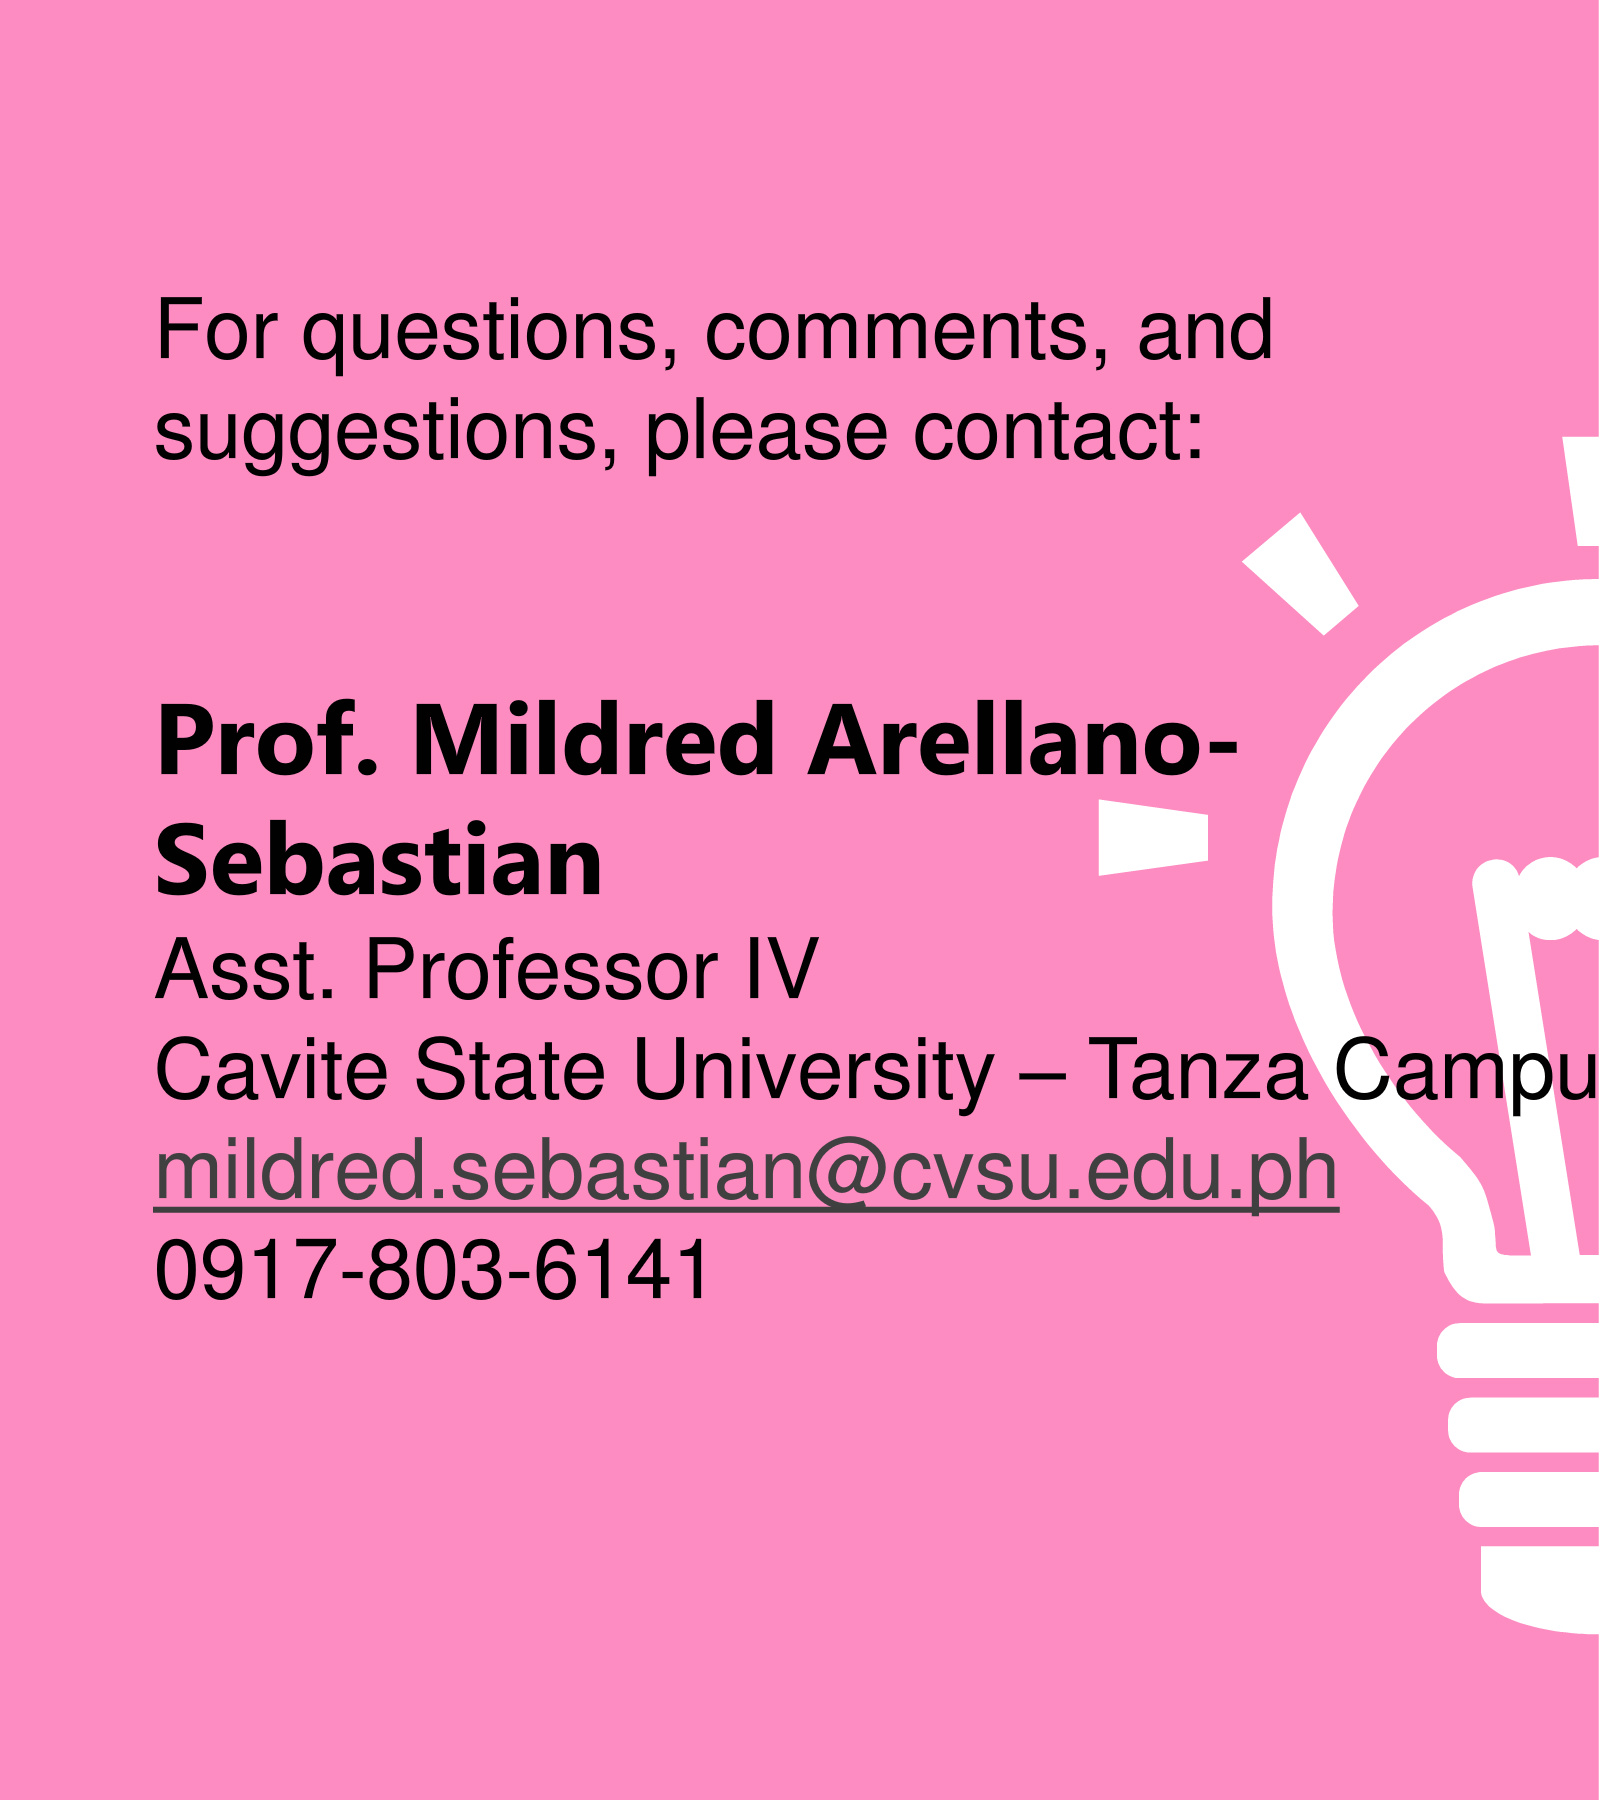 For questions, comments, and
suggestions, please contact:
Prof. Mildred Arellano-
Sebastian
Asst. Professor IV
Cavite State University – Tanza Campu
mildred.sebastian@cvsu.edu.ph
0917-803-6141